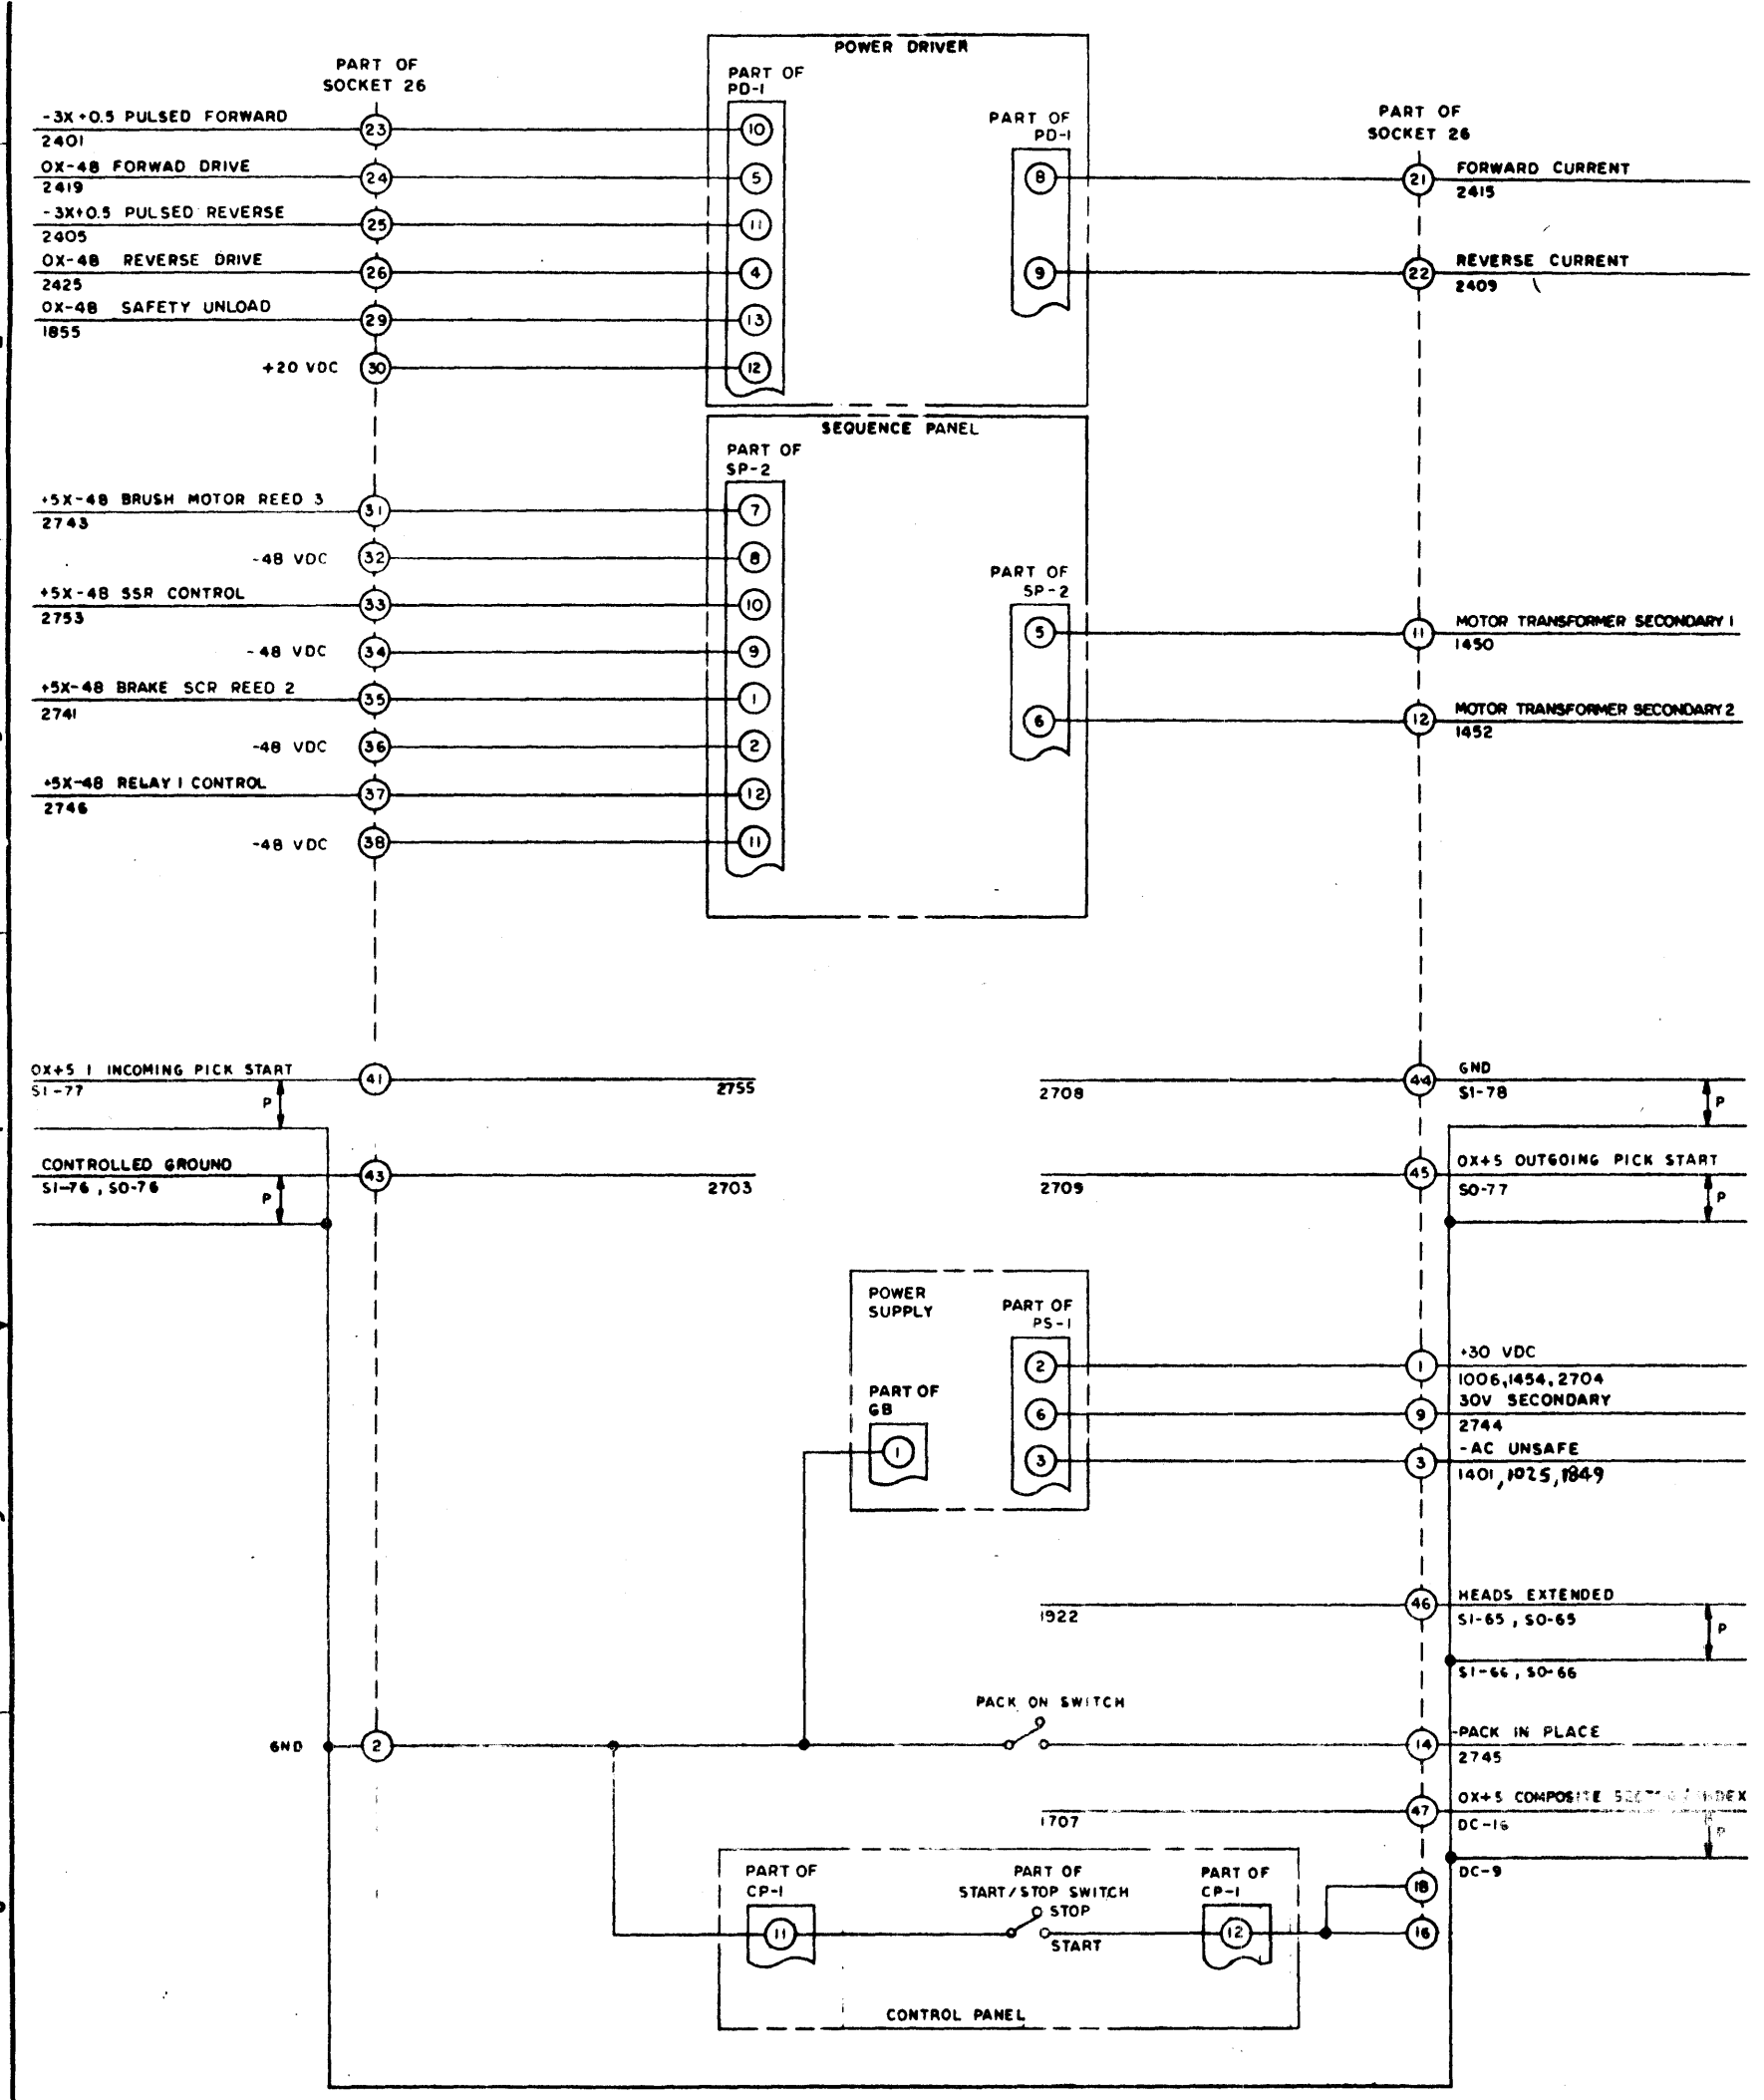 POWER DRIVER
PART OF
SOCKET 26
PART OF
PD-1
PART OF
PD-1
PART OF
SOCKET 26
-3X+0.5 PULSED FORWARD
2401
23
10
OX-48 FORWAD DRIVE
2419
24
5
8
21
FORWARD CURRENT
2415
-3X+0.5 PULSED REVERSE
2405
25
11
OX-48 REVERSE DRIVE
2425
26
4
9
22
REVERSE CURRENT
2409
OX-48 SAFETY UNLOAD
1855
29
13
+20 VDC
30
12
SEQUENCE PANEL
PART OF
SP-2
+5X-48 BRUSH MOTOR REED 3
2743
31
7
-48 VDC
32
8
PART OF
SP-2
+5X-48 SSR CONTROL
2753
33
10
5
11
MOTOR TRANSFORMER SECONDARY 1
1450
-48 VDC
34
9
+5X-48 BRAKE SCR REED 2
2741
35
1
6
12
MOTOR TRANSFORMER SECONDARY 2
1452
-48 VDC
36
2
+5X-48 RELAY 1 CONTROL
2746
37
12
-48 VDC
38
11
OX+5 1 INCOMING PICK START
S1-77
41
2755
2708
44
GND
S1-78
P
P
CONTROLLED GROUND
S1-76, SO-76
43
2703
2709
45
OX+5 OUTGOING PICK START
SO-77
P
P
POWER
SUPPLY
PART OF
PS-1
2
1
+30 VDC
1006,1454,2704
PART OF
GB
6
9
30V SECONDARY
2744
1
3
3
-AC UNSAFE
1401,1025,1849
1922
46
HEADS EXTENDED
S1-65, SO-65
P
S1-66, SO-66
PACK ON SWITCH
GND
2
14
-PACK IN PLACE
2745
1707
47
OX+5 COMPOSITE
DC-16
P
DC-9
PART OF
CP-1
PART OF
START/STOP SWITCH
PART OF
CP-1
18
STOP
11
12
16
START
CONTROL PANEL